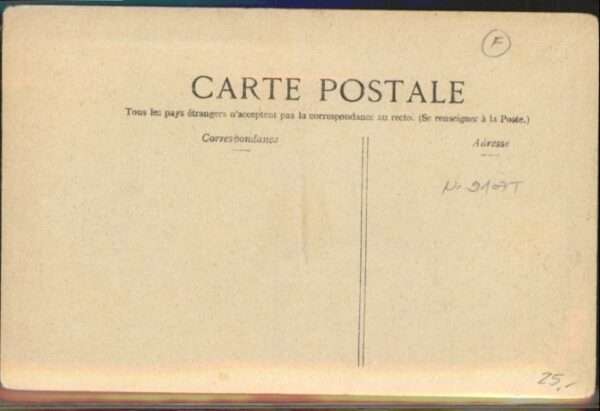 F
CARTE POSTALE
Tous les pays étrangers n'acceptent pas la correspondance au recto. (Se renseigner à la Poste.)
Correspondance
Adresse
25,-